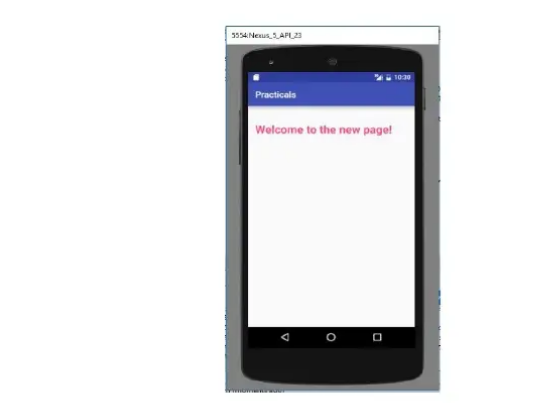 5554:Nexus_5_API_23
10:30
Practicals
Welcome to the new page!